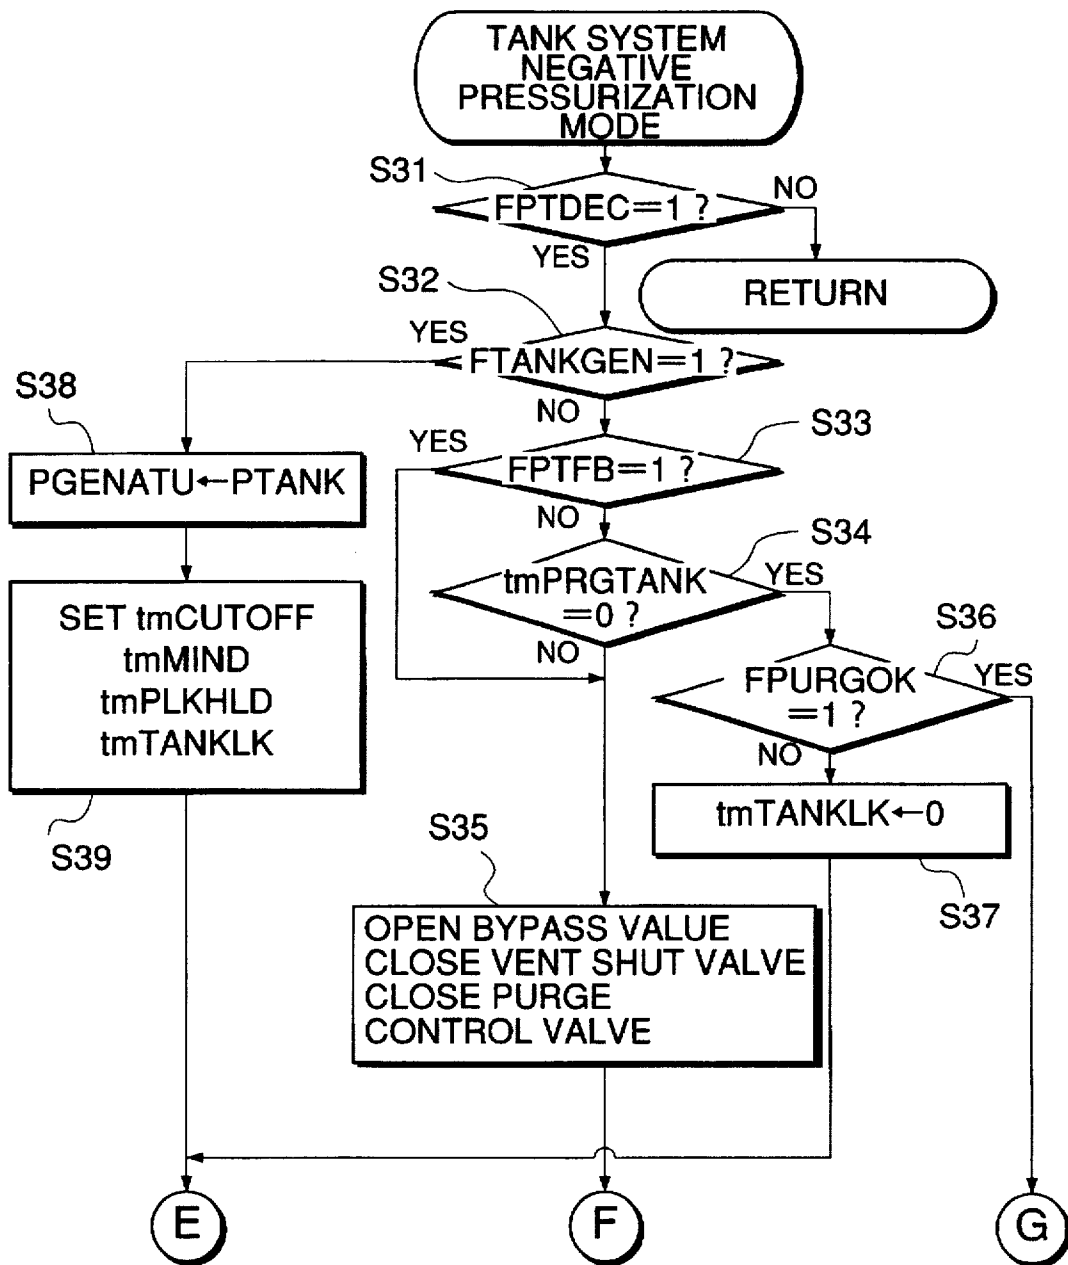 TANK SYSTEM
NEGATIVE
PRESSURIZATION
MODE
S31
FPTDEC=1 ?
NO
YES
RETURN
S32
YES
FTANKGEN=1 ?
NO
S38
PGENATU←PTANK
S33
YES
FPTFB=1 ?
NO
S34
tmPRGTANK
=0 ?
YES
NO
SET tmCUTOFF
tmMIND
tmPLKHLD
tmTANKLK
S39
S36
FPURGOK
=1 ?
YES
NO
tmTANKLK←0
S37
S35
OPEN BYPASS VALUE
CLOSE VENT SHUT VALVE
CLOSE PURGE
CONTROL VALVE
E
F
G